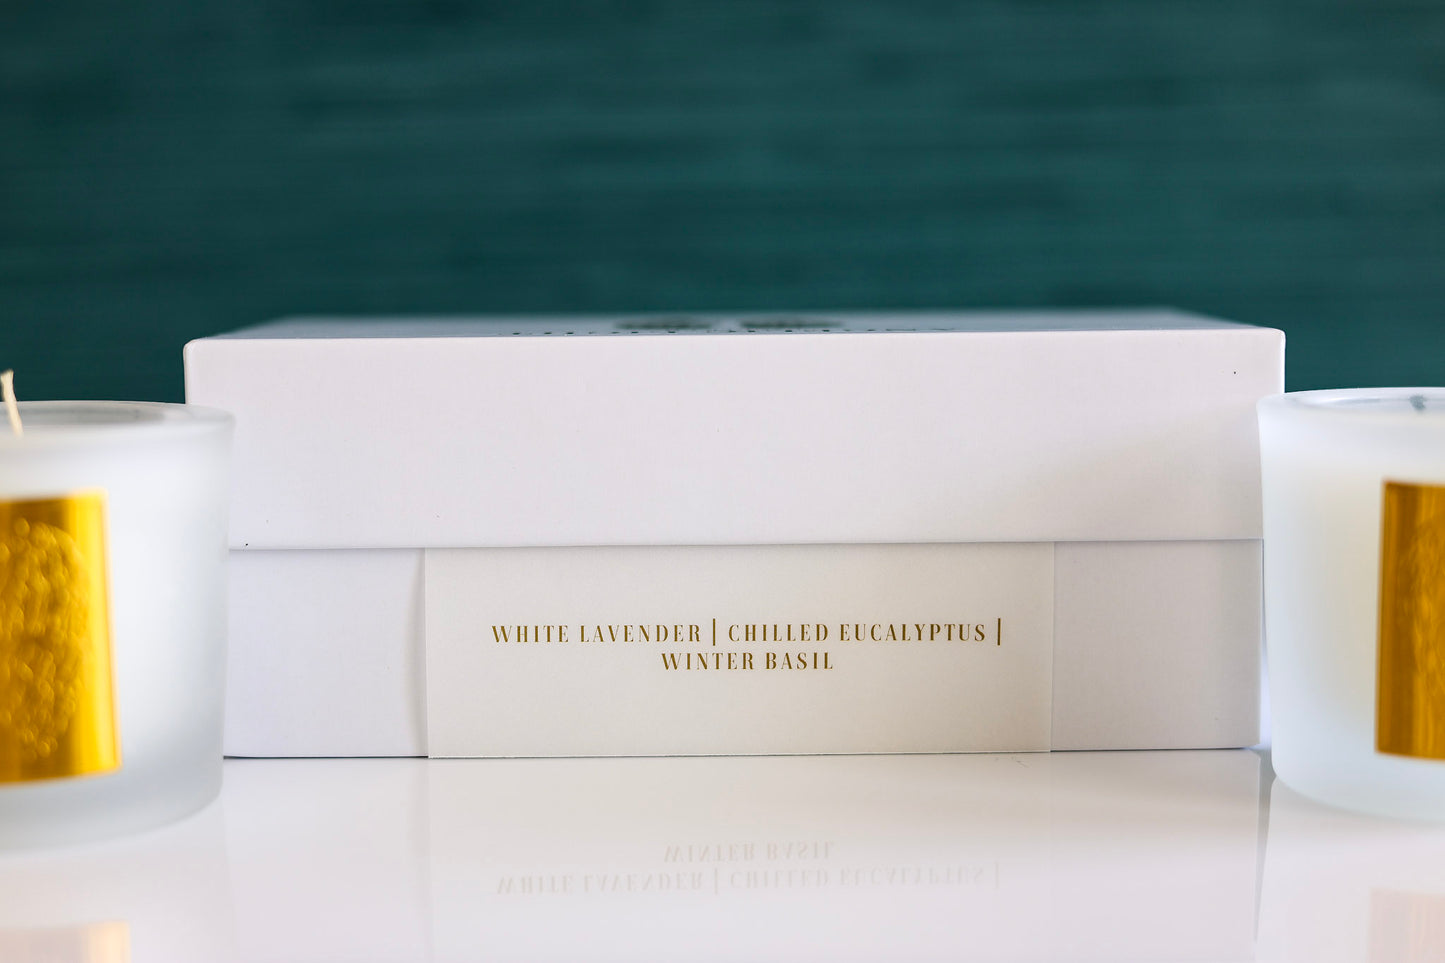 WHITE LAVENDER | CHILLED EUCALYPTUS |
WINTER BASIL